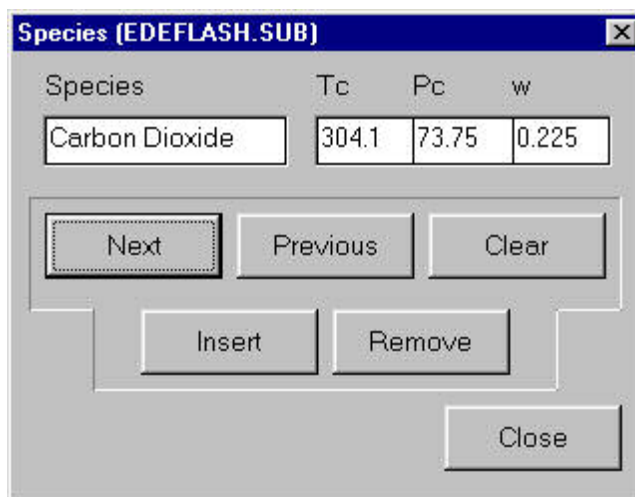 Species (EDEFLASH.SUB)
Species Tc Pc w
Carbon Dioxide 304.1 73.75 0.225
Next Previous Clear
Insert Remove
Close